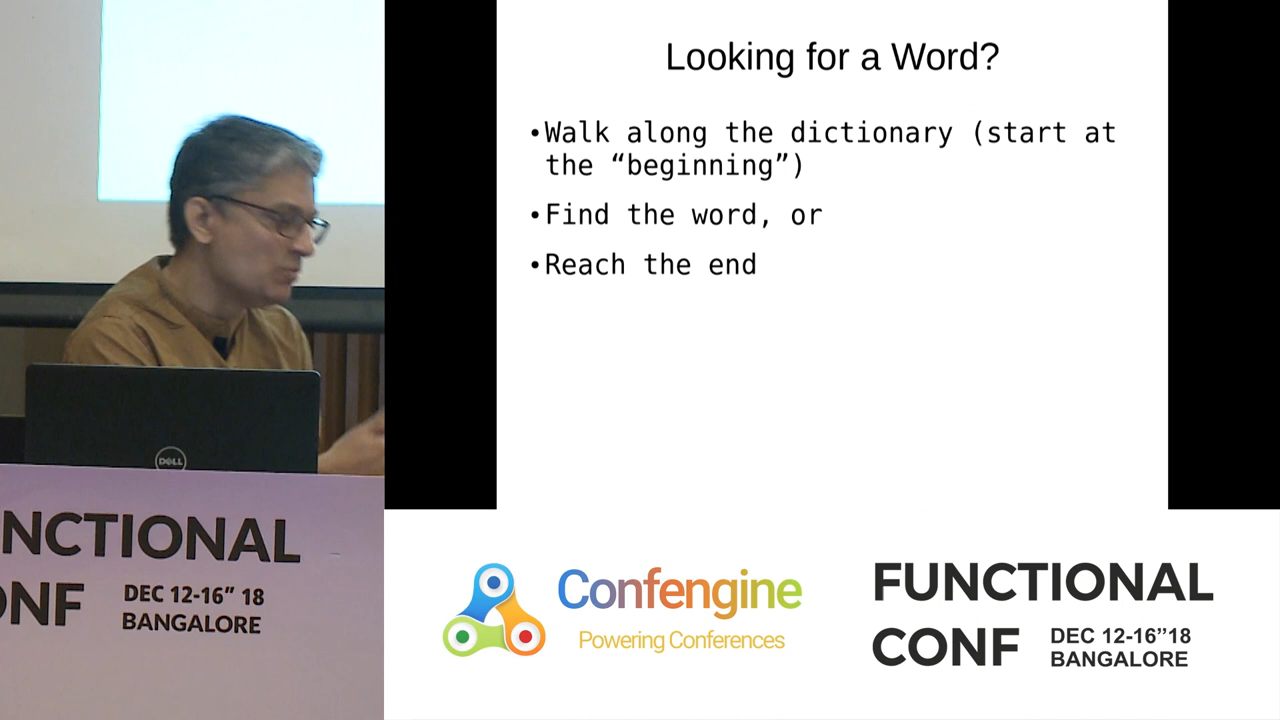 Looking for a Word?
•Walk along the dictionary (start at
the “beginning”)
•Find the word, or
•Reach the end
DELL
NCTIONAL
ONF DEC 12-16” 18
BANGALORE
Confengine
Powering Conferences
FUNCTIONAL
CONF DEC 12-16”18
BANGALORE